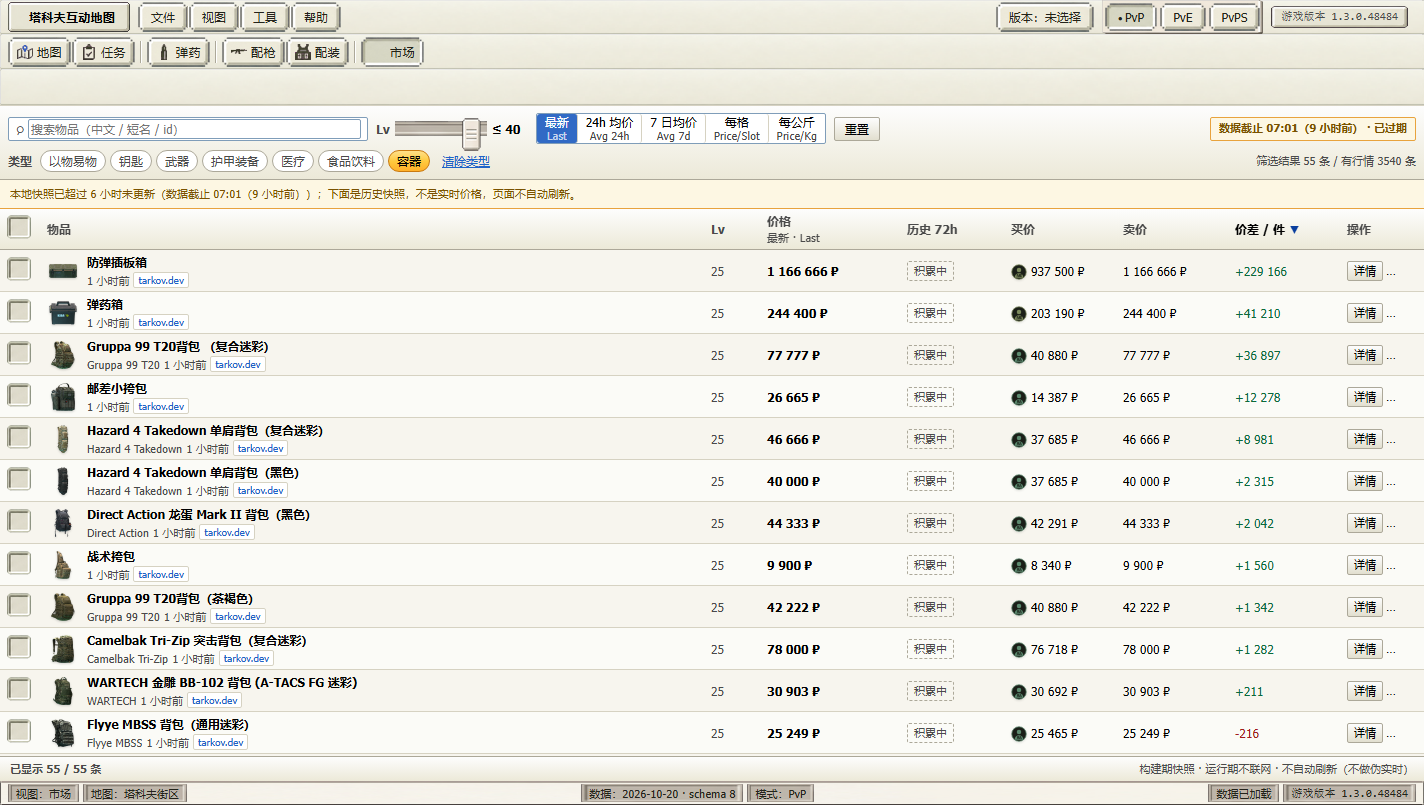 塔科夫互动地图 文件 视图 工具 帮助 版本：未选择 •PvP PvE PvPS 游戏版本 1.3.0.48484
地图 任务 弹药 配枪 配装 市场
搜索物品（中文 / 短名 / id） Lv ≤ 40 最新 24h 均价 7 日均价 每格 每公斤 重置 数据截止 07:01（9 小时前）· 已过期
Last Avg 24h Avg 7d Price/Slot Price/Kg
类型 以物易物 钥匙 武器 护甲装备 医疗 食品饮料 容器 清除类型 筛选结果 55 条 / 有行情 3540 条
本地快照已超过 6 小时未更新（数据截止 07:01（9 小时前））；下面是历史快照，不是实时价格，页面不自动刷新。
物品 Lv 价格 历史 72h 买价 卖价 价差 / 件 ▼ 操作
最新 · Last
防弹插板箱 25 1 166 666 ₽ 积累中 937 500 ₽ 1 166 666 ₽ +229 166 详情 ...
1 小时前 tarkov.dev
弹药箱 25 244 400 ₽ 积累中 203 190 ₽ 244 400 ₽ +41 210 详情 ...
1 小时前 tarkov.dev
Gruppa 99 T20背包 （复合迷彩） 25 77 777 ₽ 积累中 40 880 ₽ 77 777 ₽ +36 897 详情 ...
Gruppa 99 T20 1 小时前 tarkov.dev
邮差小挎包 25 26 665 ₽ 积累中 14 387 ₽ 26 665 ₽ +12 278 详情 ...
1 小时前 tarkov.dev
Hazard 4 Takedown 单肩背包（复合迷彩） 25 46 666 ₽ 积累中 37 685 ₽ 46 666 ₽ +8 981 详情 ...
Hazard 4 Takedown 1 小时前 tarkov.dev
Hazard 4 Takedown 单肩背包（黑色） 25 40 000 ₽ 积累中 37 685 ₽ 40 000 ₽ +2 315 详情 ...
Hazard 4 Takedown 1 小时前 tarkov.dev
Direct Action 龙蛋 Mark II 背包（黑色） 25 44 333 ₽ 积累中 42 291 ₽ 44 333 ₽ +2 042 详情 ...
Direct Action 1 小时前 tarkov.dev
战术挎包 25 9 900 ₽ 积累中 8 340 ₽ 9 900 ₽ +1 560 详情 ...
1 小时前 tarkov.dev
Gruppa 99 T20背包（茶褐色） 25 42 222 ₽ 积累中 40 880 ₽ 42 222 ₽ +1 342 详情 ...
Gruppa 99 T20 1 小时前 tarkov.dev
Camelbak Tri-Zip 突击背包（复合迷彩） 25 78 000 ₽ 积累中 76 718 ₽ 78 000 ₽ +1 282 详情 ...
Camelbak Tri-Zip 1 小时前 tarkov.dev
WARTECH 金雕 BB-102 背包 (A-TACS FG 迷彩) 25 30 903 ₽ 积累中 30 692 ₽ 30 903 ₽ +211 详情 ...
WARTECH 1 小时前 tarkov.dev
Flyye MBSS 背包（通用迷彩） 25 25 249 ₽ 积累中 25 465 ₽ 25 249 ₽ -216 详情 ...
Flyye MBSS 1 小时前 tarkov.dev
已显示 55 / 55 条 构建期快照 · 运行期不联网 · 不自动刷新（不做伪实时）
视图：市场 地图：塔科夫街区 数据：2026-10-20 · schema 8 模式：PvP 数据已加载 游戏版本 1.3.0.48484